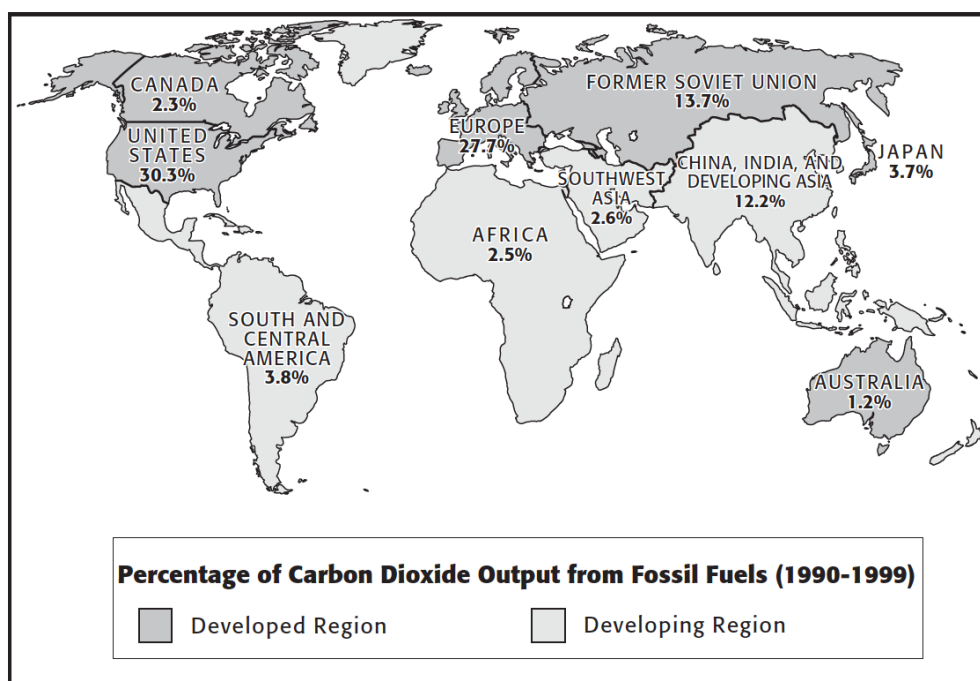 CANADA
2.3%
UNITED
STATES
30.3%
EUROPE
27.7%
FORMER SOVIET UNION
13.7%
JAPAN
3.7%
CHINA, INDIA, AND
DEVELOPING ASIA
12.2%
SOUTHWEST
ASIA
2.6%
AFRICA
2.5%
SOUTH AND
CENTRAL
AMERICA
3.8%
AUSTRALIA
1.2%
Percentage of Carbon Dioxide Output from Fossil Fuels (1990-1999)
Developed Region
Developing Region